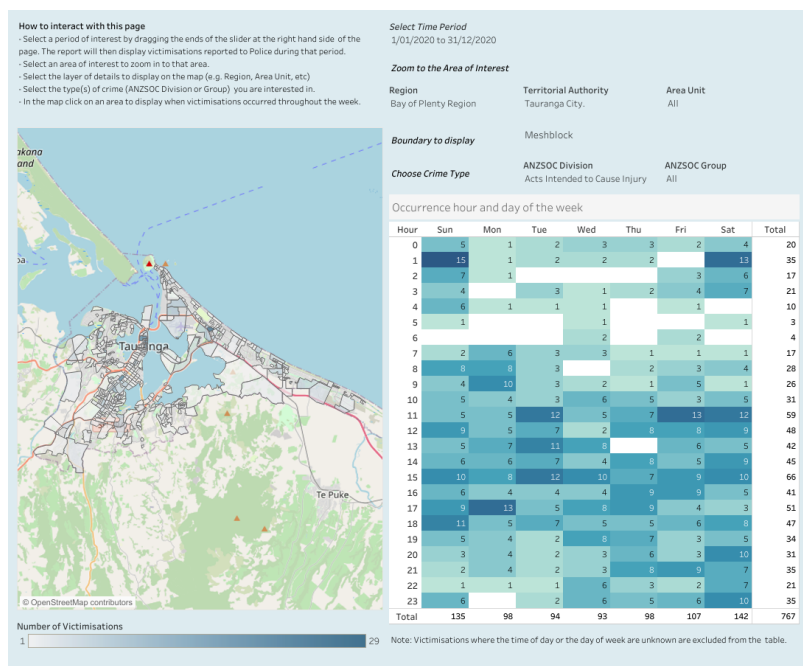 How to interact with this page
- Select a period of interest by dragging the ends of the slider at the right hand side of the
page. The report will then display victimisations reported to Police during that period.
- Select an area of interest to zoom in to that area.
- Select the layer of details to display on the map (e.g. Region, Area Unit, etc)
- Select the type(s) of crime (ANZSOC Division or Group) you are interested in.
- In the map click on an area to display when victimisations occurred throughout the week.
Select Time Period
1/01/2020 to 31/12/2020
Zoom to the Area of Interest
Region Territorial Authority Area Unit
Bay of Plenty Region Tauranga City. All
Boundary to display Meshblock
Choose Crime Type ANZSOC Division ANZSOC Group
Acts Intended to Cause Injury All
akana
and
Tauranga
Te Puke
© OpenStreetMap contributors
Number of Victimisations
1 29
Occurrence hour and day of the week
Hour Sun Mon Tue Wed Thu Fri Sat Total
0 5 1 2 3 3 2 4 20
1 15 1 2 2 2 13 35
2 7 1 3 6 17
3 4 3 1 2 4 7 21
4 6 1 1 1 1 10
5 1 1 1 3
6 2 2 4
7 2 6 3 3 1 1 1 17
8 8 8 3 2 3 4 28
9 4 10 3 2 1 5 1 26
10 5 4 3 6 5 3 5 31
11 5 5 12 5 7 13 12 59
12 9 5 7 2 8 8 9 48
13 5 7 11 8 6 5 42
14 6 6 7 4 8 5 9 45
15 10 8 12 10 7 9 10 66
16 6 4 4 4 9 9 5 41
17 9 13 5 8 9 4 3 51
18 11 5 7 5 5 6 8 47
19 5 4 2 8 7 3 5 34
20 3 4 2 3 6 3 10 31
21 2 4 2 3 8 9 7 35
22 1 1 1 6 3 2 7 21
23 6 2 6 5 6 10 35
Total 135 98 94 93 98 107 142 767
Note: Victimisations where the time of day or the day of week are unknown are excluded from the table.